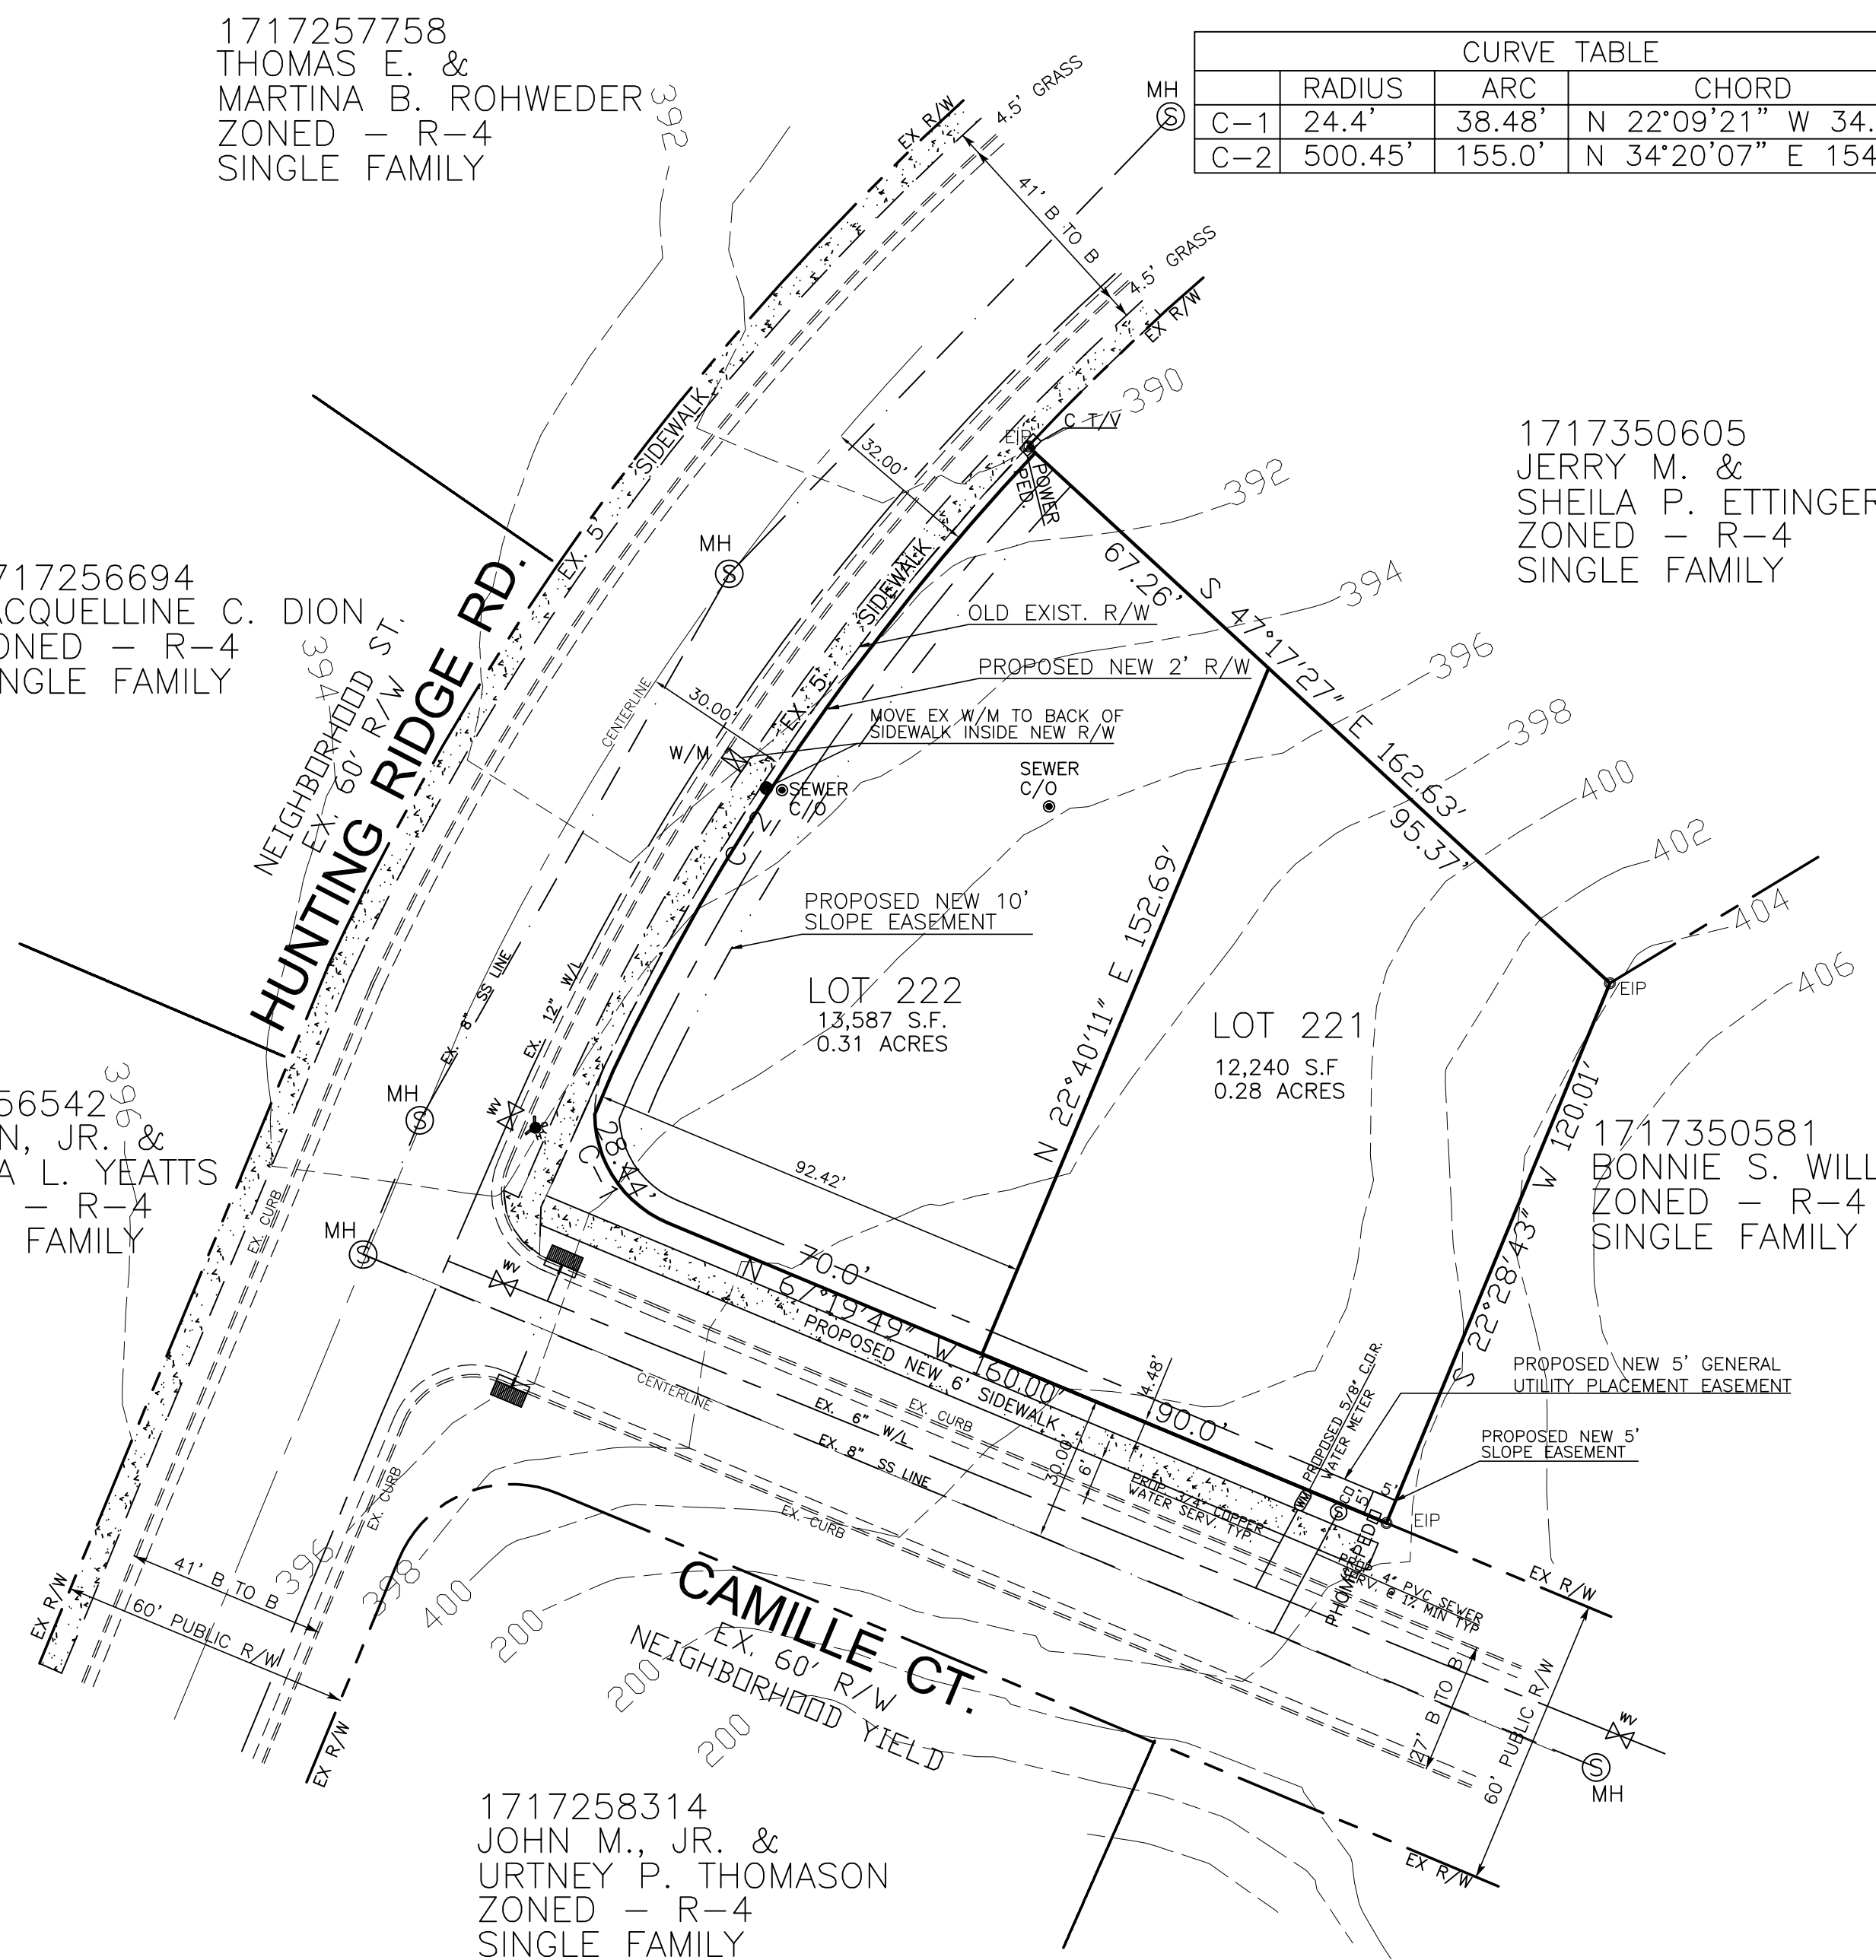 1717257758
THOMAS E. &
MARTINA B. ROHWEDER
ZONED – R–4
SINGLE FAMILY
CURVE TABLE
RADIUS ARC CHORD
C–1 24.4' 38.48' N 22°09'21" W 34.
C–2 500.45' 155.0' N 34°20'07" E 154
MH
392
EX R/W
4.5' GRASS
41' B TO B
4.5' GRASS
EX R/W
390
C T/V
EIP
POWER
PED.
392
394
396
398
400
402
404
406
1717350605
JERRY M. &
SHEILA P. ETTINGER
ZONED – R–4
SINGLE FAMILY
717256694
ACQUELLINE C. DION
ONED – R–4
NGLE FAMILY
394
NEIGHBORHOOD ST.
EX. 60' R/W
HUNTING RIDGE RD.
EX. 5'
SIDEWALK
MH
32.00'
EX. 5'
SIDEWALK
67.26'
S 47°17'27" E 162.63'
95.37'
OLD EXIST. R/W
PROPOSED NEW 2' R/W
MOVE EX W/M TO BACK OF
SIDEWALK INSIDE NEW R/W
CENTERLINE
30.00'
W/M
SEWER
C/O
SEWER
C/O
C–2
PROPOSED NEW 10'
SLOPE EASEMENT
LOT 222
13,587 S.F.
0.31 ACRES
N 22°40'11" E 152.69'
LOT 221
12,240 S.F
0.28 ACRES
EIP
EX. 8" SS LINE
EX. 12" W/L
56542
N, JR. &
A L. YEATTS
– R–4
FAMILY
396
MH
WV
28.44'
C–1
92.42'
S 22°28'43" W 120.01'
1717350581
BONNIE S. WILL
ZONED – R–4
SINGLE FAMILY
EX. CURB
MH
WV
70.0'
N 67°19'49" W 160.00'
90.0'
PROPOSED NEW 6' SIDEWALK
CENTERLINE
EX. 6" W/L
EX. 8" SS LINE
EX. CURB
4.48'
30.00'
6'
PROPOSED 5/8" C.O.R.
WATER METER
PROPOSED NEW 5' GENERAL
UTILITY PLACEMENT EASEMENT
PROPOSED NEW 5'
SLOPE EASEMENT
PROP. 3/4" COPPER
WATER SERV. TYP
WM
CO
5'
5'
EIP
4" PVC SEWER
SERV. @ 1% MIN TYP
EX. CURB
EX. CURB
41' B TO B
60' PUBLIC R/W
EX R/W
EX R/W
396
398
400
200
200
200
CAMILLE CT.
EX. 60' R/W
NEIGHBORHOOD YIELD
EX R/W
27' B TO B
60' PUBLIC R/W
WV
MH
EX R/W
1717258314
JOHN M., JR. &
URTNEY P. THOMASON
ZONED – R–4
SINGLE FAMILY